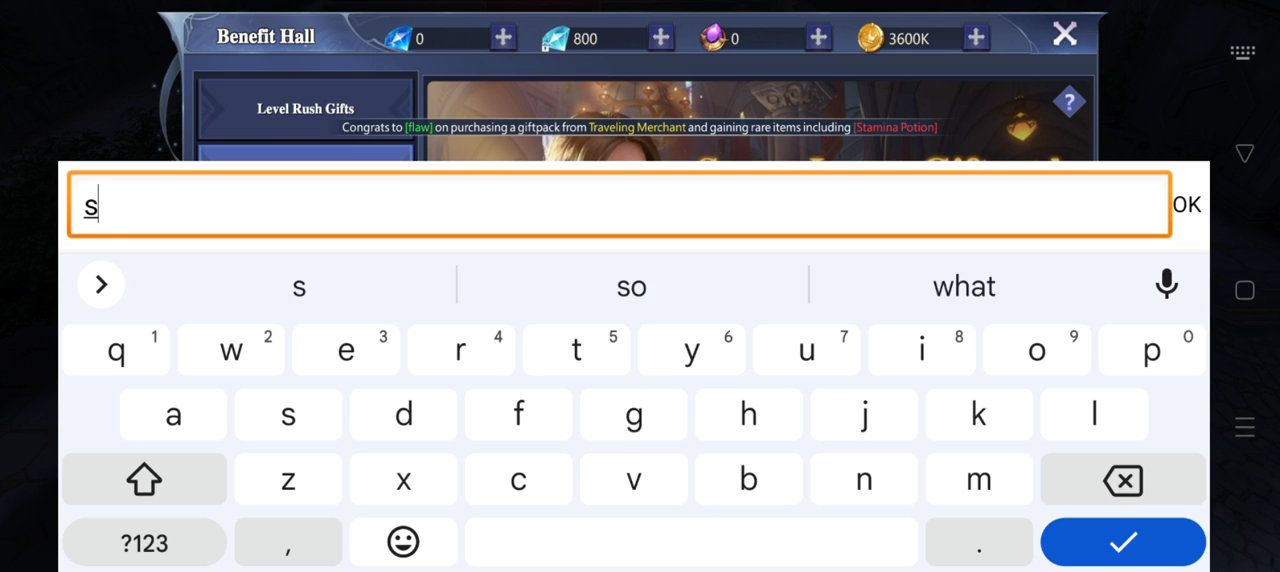 Benefit Hall 0 800 0 3600K
Level Rush Gifts
?
Congrats to [flaw] on purchasing a giftpack from Traveling Merchant and gaining rare items including [Stamina Potion]
s OK
s so what
q 1 w 2 e 3 r 4 t 5 y 6 u 7 i 8 o 9 p 0
a s d f g h j k l
z x c v b n m
?123 , .